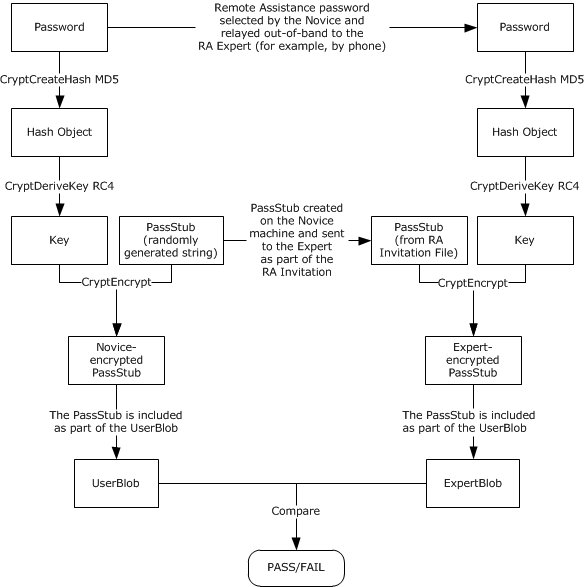 Password
Remote Assistance password
selected by the Novice and
relayed out-of-band to the
RA Expert (for example, by phone)
Password
CryptCreateHash MD5
CryptCreateHash MD5
Hash Object
Hash Object
CryptDeriveKey RC4
CryptDeriveKey RC4
Key
PassStub
(randomly
generated string)
PassStub created
on the Novice
machine and sent
to the Expert
as part of the
RA Invitation
PassStub
(from RA
Invitation File)
Key
CryptEncrypt
CryptEncrypt
Novice-
encrypted
PassStub
Expert-
encrypted
PassStub
The PassStub is included
as part of the UserBlob
The PassStub is included
as part of the UserBlob
UserBlob
ExpertBlob
Compare
PASS/FAIL